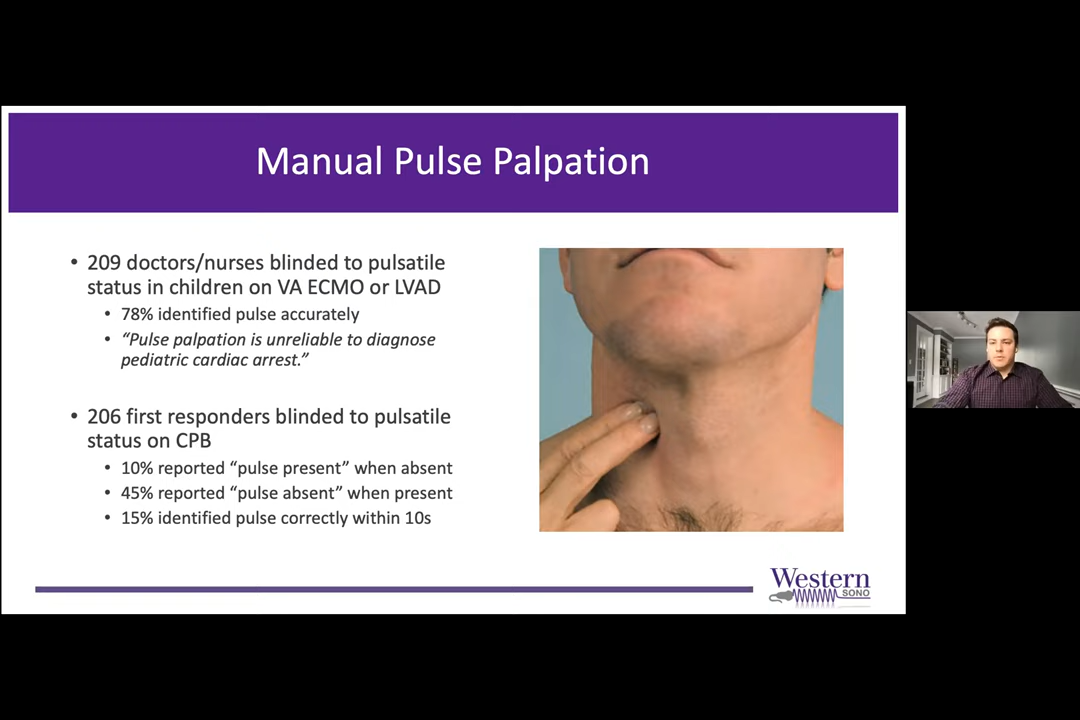 Manual Pulse Palpation
• 209 doctors/nurses blinded to pulsatile
status in children on VA ECMO or LVAD
• 78% identified pulse accurately
• “Pulse palpation is unreliable to diagnose
pediatric cardiac arrest.”
• 206 first responders blinded to pulsatile
status on CPB
• 10% reported “pulse present” when absent
• 45% reported “pulse absent” when present
• 15% identified pulse correctly within 10s
Western
SONO